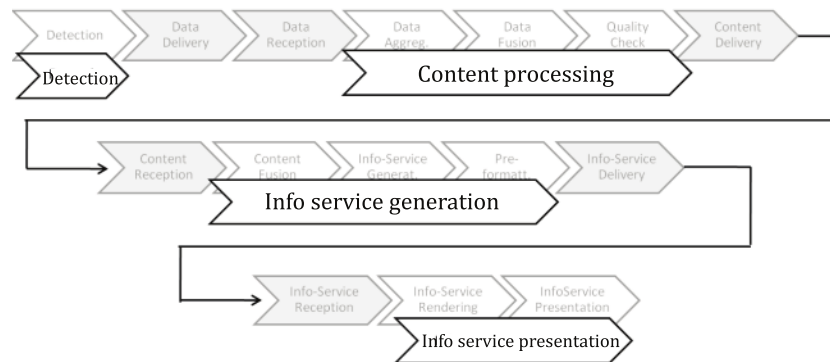 Detection
Data Delivery
Data Reception
Data Aggreg.
Data Fusion
Quality Check
Content Delivery
Detection
Content processing
Content Reception
Content Fusion
Info-Service Generat.
Pre-formatt.
Info-Service Delivery
Info service generation
Info-Service Reception
Info-Service Rendering
InfoService Presentation
Info service presentation